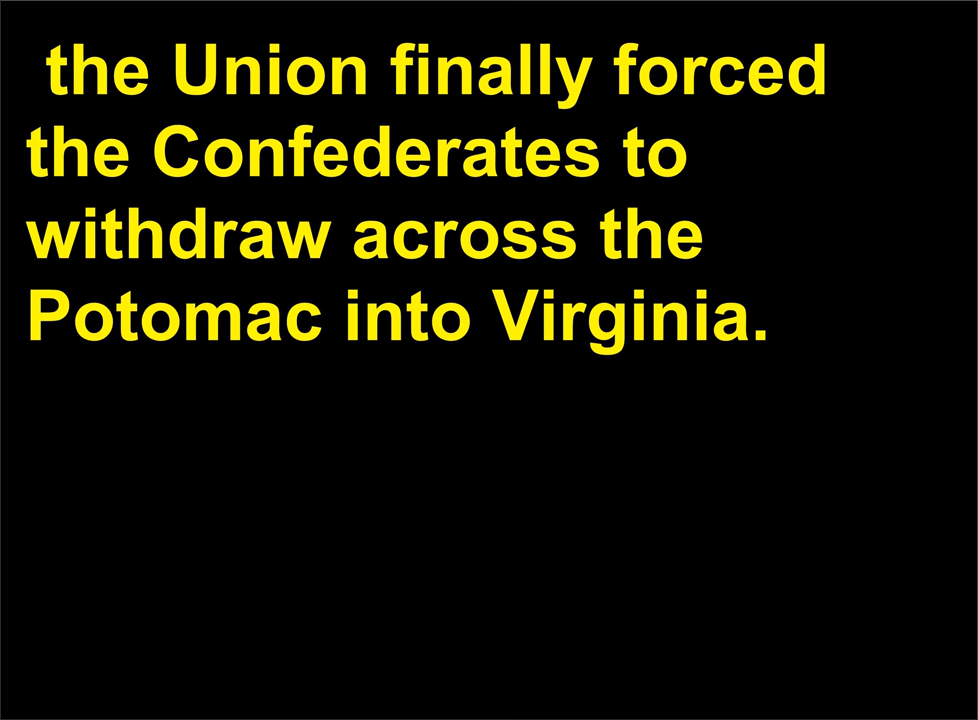 the Union finally forced
the Confederates to
withdraw across the
Potomac into Virginia.